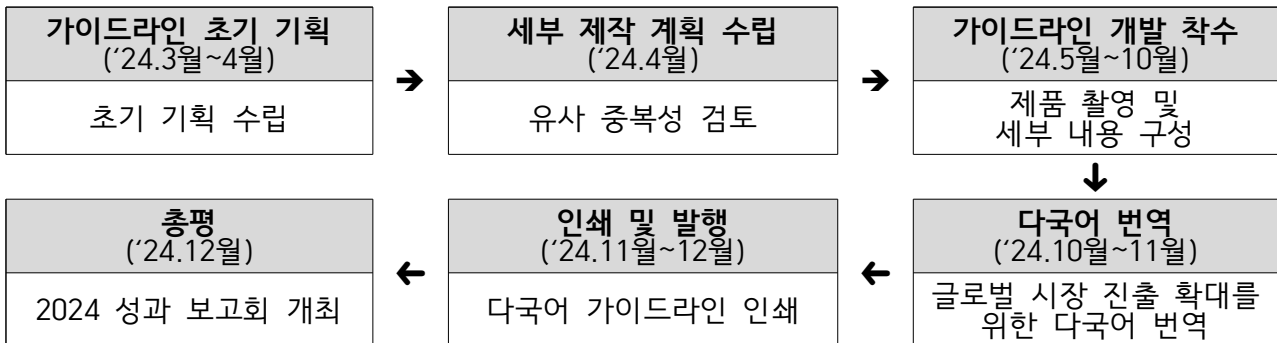 가이드라인 초기 기획
(‘24.3월~4월)
초기 기획 수립
➔
세부 제작 계획 수립
(‘24.4월)
유사 중복성 검토
➔
가이드라인 개발 착수
(‘24.5월~10월)
제품 촬영 및
세부 내용 구성
↓
다국어 번역
(‘24.10월~11월)
글로벌 시장 진출 확대를
위한 다국어 번역
←
인쇄 및 발행
(‘24.11월~12월)
다국어 가이드라인 인쇄
←
총평
(‘24.12월)
2024 성과 보고회 개최